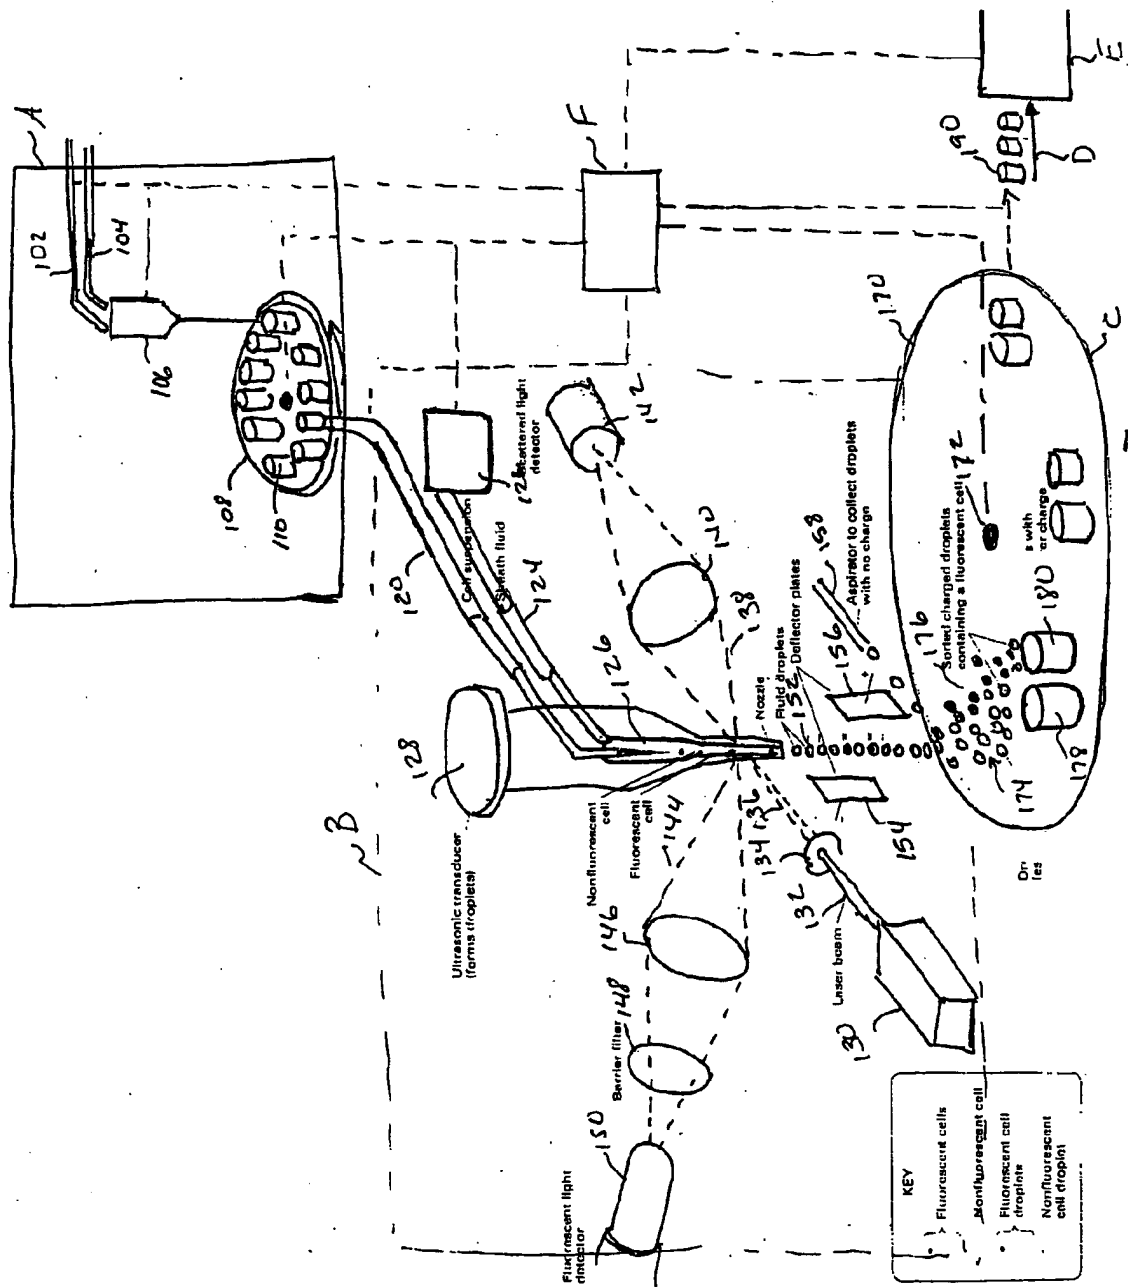 A
102
104
106
108
110
F
E
190
D
170
C
172
120
Cell suspension
Sheath fluid
124
Scattered light
detector
142
140
138
126
128
Ultrasonic transducer
(forms droplets)
B
Nonfluorescent
cell
Fluorescent
cell
144
146
Barrier filter
148
150
Fluorescent light
detector
Nozzle
Fluid droplets
152
Deflector plates
156
158
Aspirator to collect droplets
with no charge
136
134
132
Laser beam
130
154
176
Sorted charged droplets
containing a fluorescent cell
174
178
180
s with
er charge
KEY
Fluorescent cells
Nonfluorescent cell
Fluorescent cell
droplets
Nonfluorescent
cell droplet